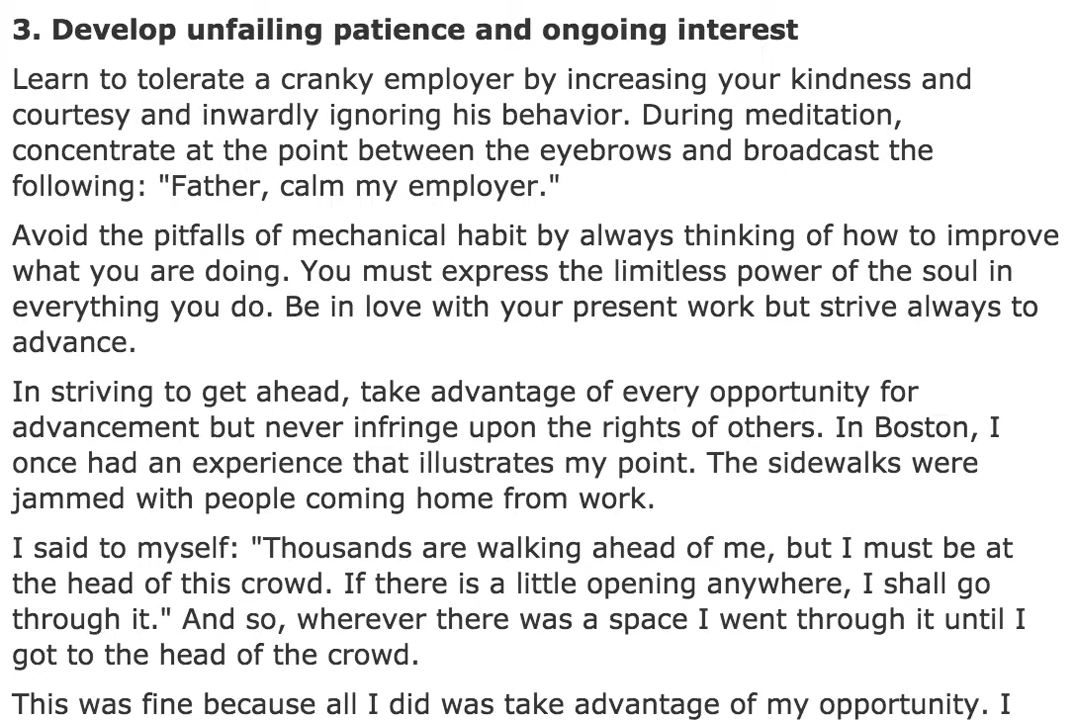 3. Develop unfailing patience and ongoing interest
Learn to tolerate a cranky employer by increasing your kindness and
courtesy and inwardly ignoring his behavior. During meditation,
concentrate at the point between the eyebrows and broadcast the
following: "Father, calm my employer."
Avoid the pitfalls of mechanical habit by always thinking of how to improve
what you are doing. You must express the limitless power of the soul in
everything you do. Be in love with your present work but strive always to
advance.
In striving to get ahead, take advantage of every opportunity for
advancement but never infringe upon the rights of others. In Boston, I
once had an experience that illustrates my point. The sidewalks were
jammed with people coming home from work.
I said to myself: "Thousands are walking ahead of me, but I must be at
the head of this crowd. If there is a little opening anywhere, I shall go
through it." And so, wherever there was a space I went through it until I
got to the head of the crowd.
This was fine because all I did was take advantage of my opportunity. I